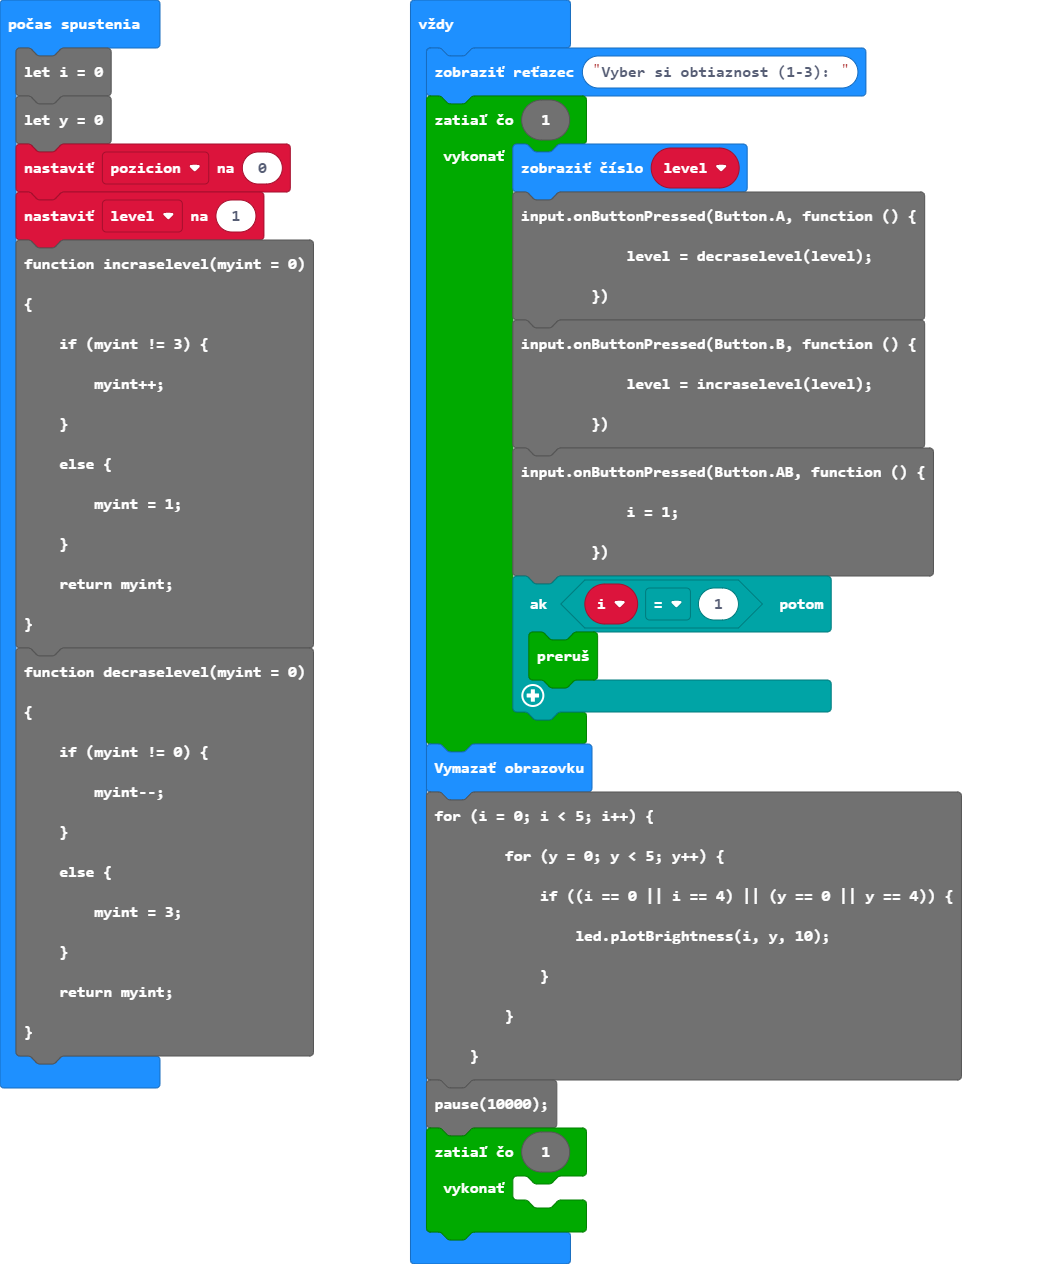 počas spustenia
let i = 0
let y = 0
nastaviť pozicion na 0
nastaviť level na 1
function incraselevel(myint = 0)
{
if (myint != 3) {
myint++;
}
else {
myint = 1;
}
return myint;
}
function decraselevel(myint = 0)
{
if (myint != 0) {
myint--;
}
else {
myint = 3;
}
return myint;
}
vždy
zobraziť reťazec "Vyber si obtiaznost (1-3): "
zatiaľ čo 1
vykonať
zobraziť číslo level
input.onButtonPressed(Button.A, function () {
level = decraselevel(level);
})
input.onButtonPressed(Button.B, function () {
level = incraselevel(level);
})
input.onButtonPressed(Button.AB, function () {
i = 1;
})
ak i = 1 potom
preruš
Vymazať obrazovku
for (i = 0; i < 5; i++) {
for (y = 0; y < 5; y++) {
if ((i == 0 || i == 4) || (y == 0 || y == 4)) {
led.plotBrightness(i, y, 10);
}
}
}
pause(10000);
zatiaľ čo 1
vykonať